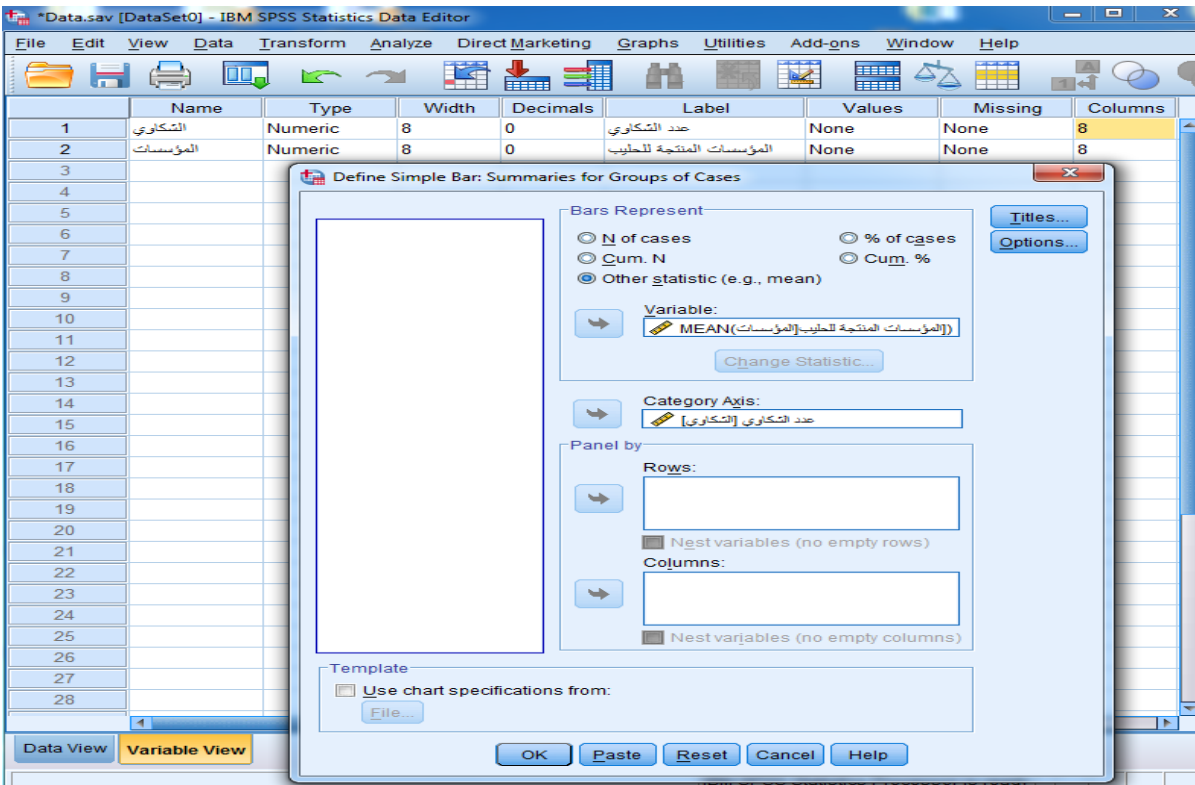 *Data.sav [DataSet0] - IBM SPSS Statistics Data Editor
File Edit View Data Transform Analyze Direct Marketing Graphs Utilities Add-ons Window Help
Name Type Width Decimals Label Values Missing Columns
1 الشكاوي Numeric 8 0 عدد الشكاوي None None 8
2 المؤسسات Numeric 8 0 المؤسسات المنتجة للحليب None None 8
3
4
5
6
7
8
9
10
11
12
13
14
15
16
17
18
19
20
21
22
23
24
25
26
27
28
Define Simple Bar: Summaries for Groups of Cases
Bars Represent
N of cases % of cases
Cum. N Cum. %
Other statistic (e.g., mean)
Variable:
MEAN(المؤسسات المنتجة للحليب[المؤسسات])
Change Statistic...
Category Axis:
عدد الشكاوي [الشكاوي]
Panel by
Rows:
Nest variables (no empty rows)
Columns:
Nest variables (no empty columns)
Titles...
Options...
Template
Use chart specifications from:
File...
OK Paste Reset Cancel Help
Data View Variable View